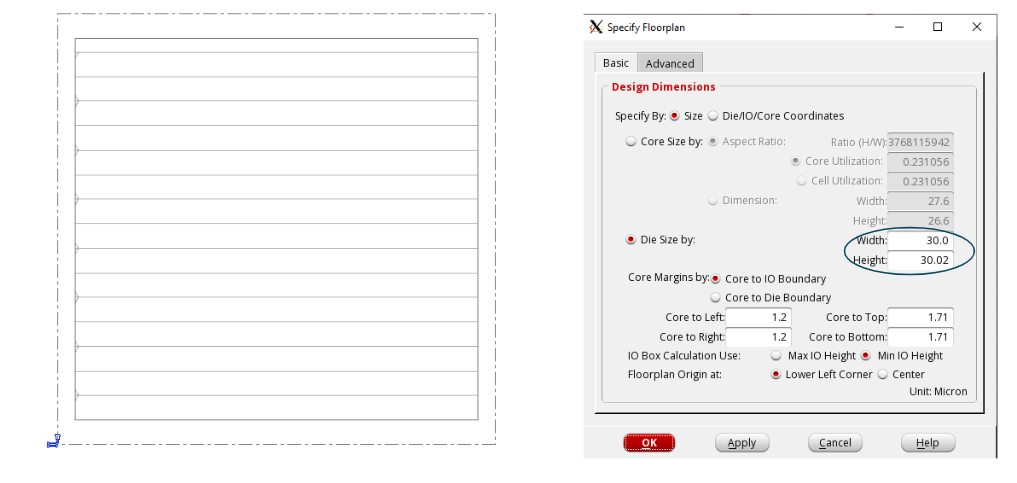 Specify Floorplan
Basic Advanced
Design Dimensions
Specify By: Size Die/IO/Core Coordinates
Core Size by: Aspect Ratio: Ratio (H/W): 3768115942
Core Utilization: 0.231056
Cell Utilization: 0.231056
Dimension: Width: 27.6
Height: 26.6
Die Size by: Width: 30.0
Height: 30.02
Core Margins by: Core to IO Boundary
Core to Die Boundary
Core to Left: 1.2 Core to Top: 1.71
Core to Right: 1.2 Core to Bottom: 1.71
IO Box Calculation Use: Max IO Height Min IO Height
Floorplan Origin at: Lower Left Corner Center
Unit: Micron
OK Apply Cancel Help